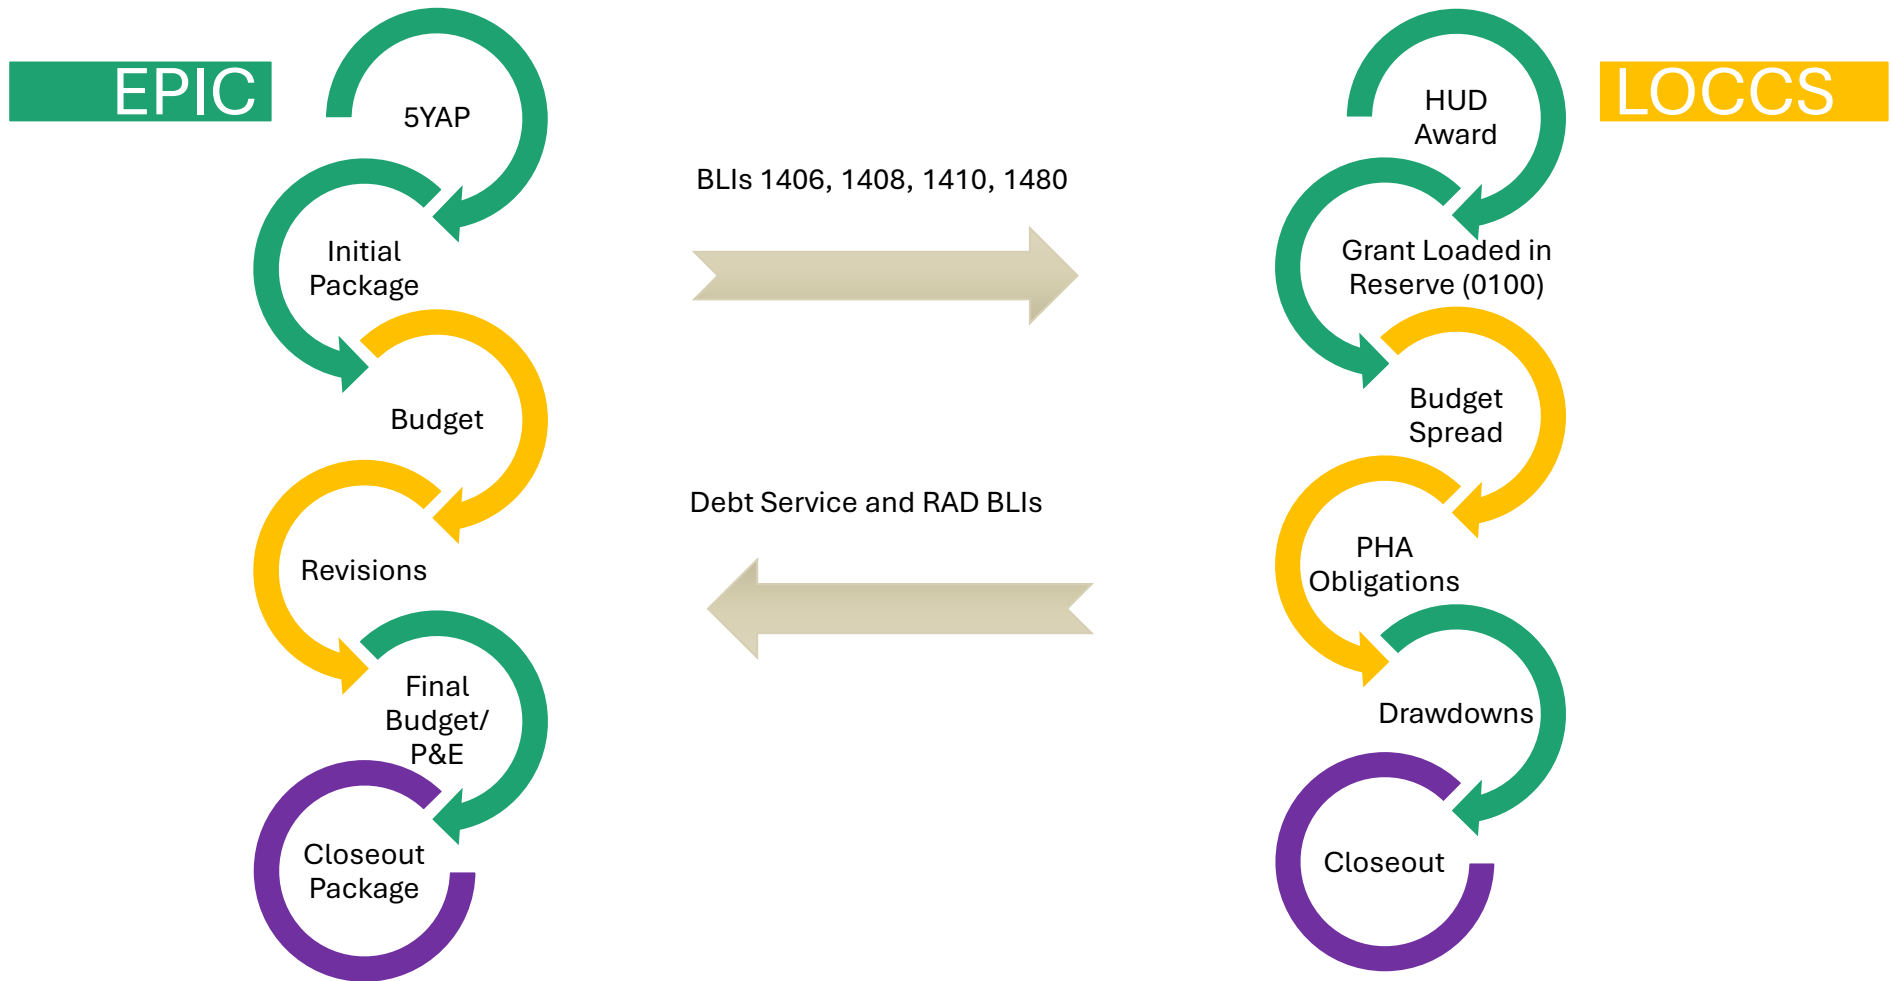 EPIC
5YAP
Initial
Package
Budget
Revisions
Final
Budget/
P&E
Closeout
Package
BLIs 1406, 1408, 1410, 1480
Debt Service and RAD BLIs
LOCCS
HUD
Award
Grant Loaded in
Reserve (0100)
Budget
Spread
PHA
Obligations
Drawdowns
Closeout